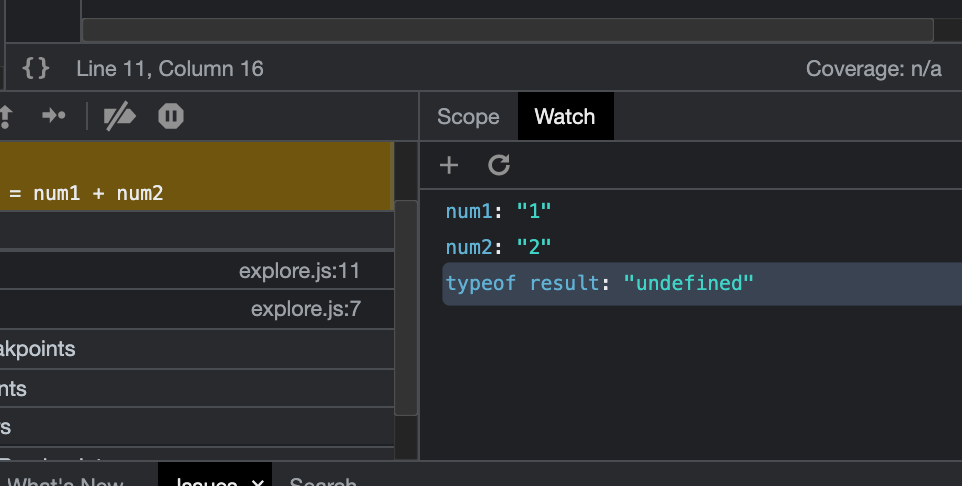 {} Line 11, Column 16
Coverage: n/a
Scope
Watch
= num1 + num2
num1: "1"
num2: "2"
typeof result: "undefined"
explore.js:11
explore.js:7
akpoints
nts
rs
What's New
Issues ×
Search